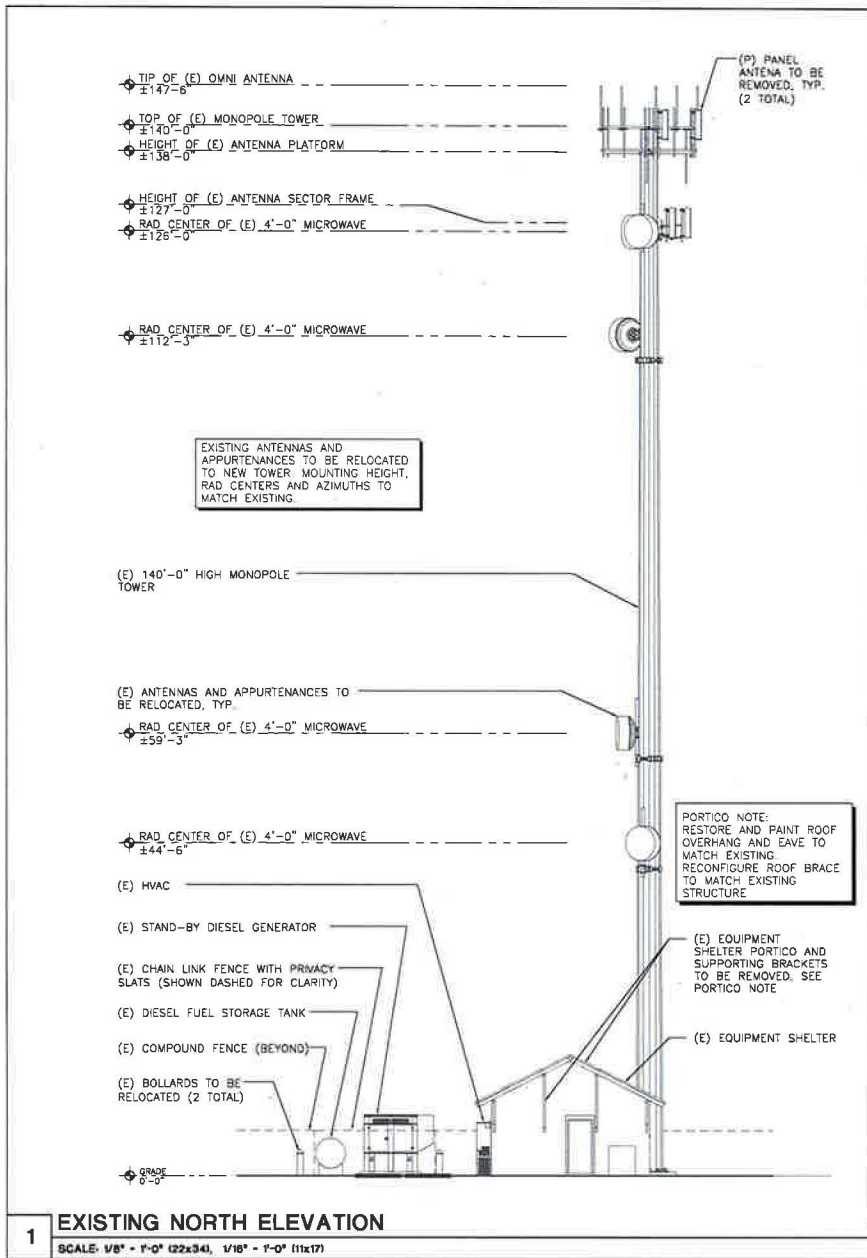 TIP OF (E) OMNI ANTENNA
±147'-6"
(P) PANEL
ANTENA TO BE
REMOVED, TYP.
(2 TOTAL)
TOP OF (E) MONOPOLE TOWER
±140'-0"
HEIGHT OF (E) ANTENNA PLATFORM
±138'-0"
HEIGHT OF (E) ANTENNA SECTOR FRAME
±127'-0"
RAD CENTER OF (E) 4'-0" MICROWAVE
±126'-0"
RAD CENTER OF (E) 4'-0" MICROWAVE
±112'-3"
EXISTING ANTENNAS AND
APPURTENANCES TO BE RELOCATED
TO NEW TOWER MOUNTING HEIGHT,
RAD CENTERS AND AZIMUTHS TO
MATCH EXISTING.
(E) 140'-0" HIGH MONOPOLE
TOWER
(E) ANTENNAS AND APPURTENANCES TO
BE RELOCATED, TYP.
RAD CENTER OF (E) 4'-0" MICROWAVE
±59'-3"
RAD CENTER OF (E) 4'-0" MICROWAVE
±44'-6"
PORTICO NOTE:
RESTORE AND PAINT ROOF
OVERHANG AND EAVE TO
MATCH EXISTING.
RECONFIGURE ROOF BRACE
TO MATCH EXISTING
STRUCTURE
(E) HVAC
(E) STAND-BY DIESEL GENERATOR
(E) CHAIN LINK FENCE WITH PRIVACY
SLATS (SHOWN DASHED FOR CLARITY)
(E) DIESEL FUEL STORAGE TANK
(E) COMPOUND FENCE (BEYOND)
(E) BOLLARDS TO BE
RELOCATED (2 TOTAL)
(E) EQUIPMENT
SHELTER PORTICO AND
SUPPORTING BRACKETS
TO BE REMOVED, SEE
PORTICO NOTE
(E) EQUIPMENT SHELTER
GRADE
0'-0"
1 EXISTING NORTH ELEVATION
SCALE: 1/8" - 1'-0" (22x34), 1/16" - 1'-0" (11x17)